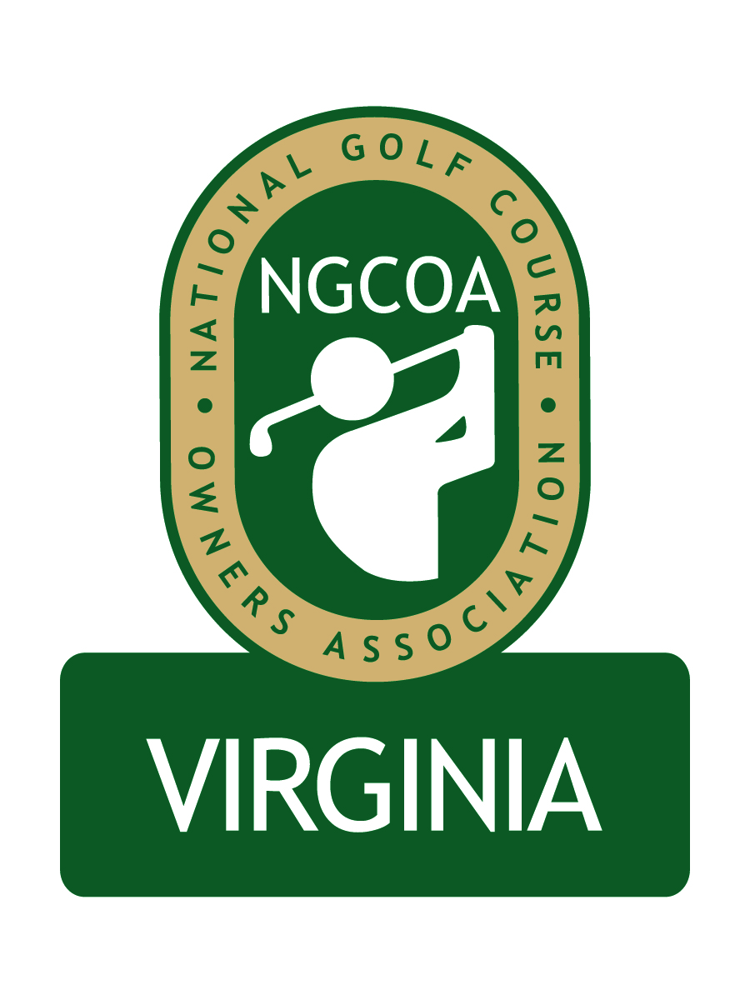 NATIONAL GOLF COURSE
NGCOA
• OWNERS ASSOCIATION •
VIRGINIA